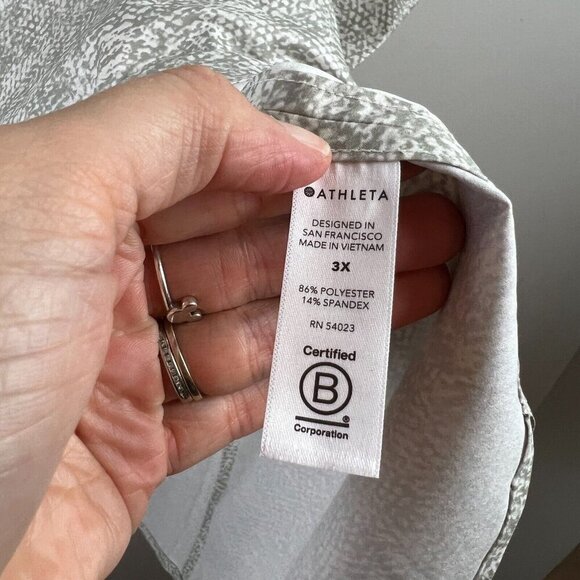 ATHLETA
DESIGNED IN
SAN FRANCISCO
MADE IN VIETNAM
3X
86% POLYESTER
14% SPANDEX
RN 54023
Certified
B
®
Corporation